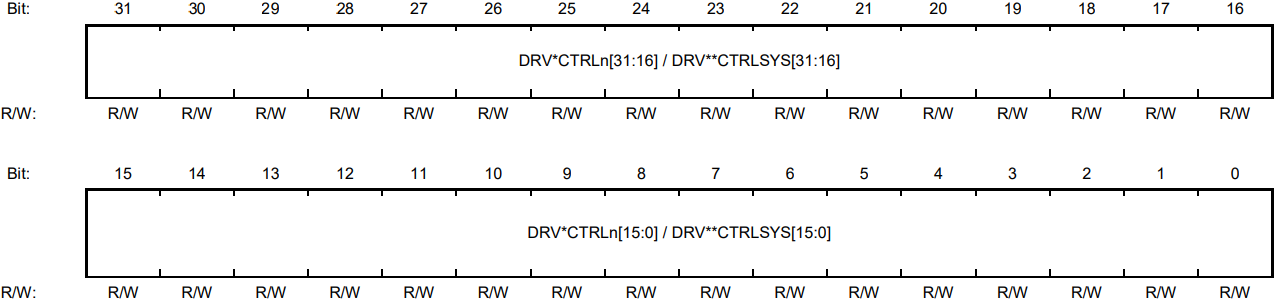 Bit: 31 30 29 28 27 26 25 24 23 22 21 20 19 18 17 16
DRV*CTRLn[31:16] / DRV**CTRLSYS[31:16]
R/W: R/W R/W R/W R/W R/W R/W R/W R/W R/W R/W R/W R/W R/W R/W R/W R/W
Bit: 15 14 13 12 11 10 9 8 7 6 5 4 3 2 1 0
DRV*CTRLn[15:0] / DRV**CTRLSYS[15:0]
R/W: R/W R/W R/W R/W R/W R/W R/W R/W R/W R/W R/W R/W R/W R/W R/W R/W